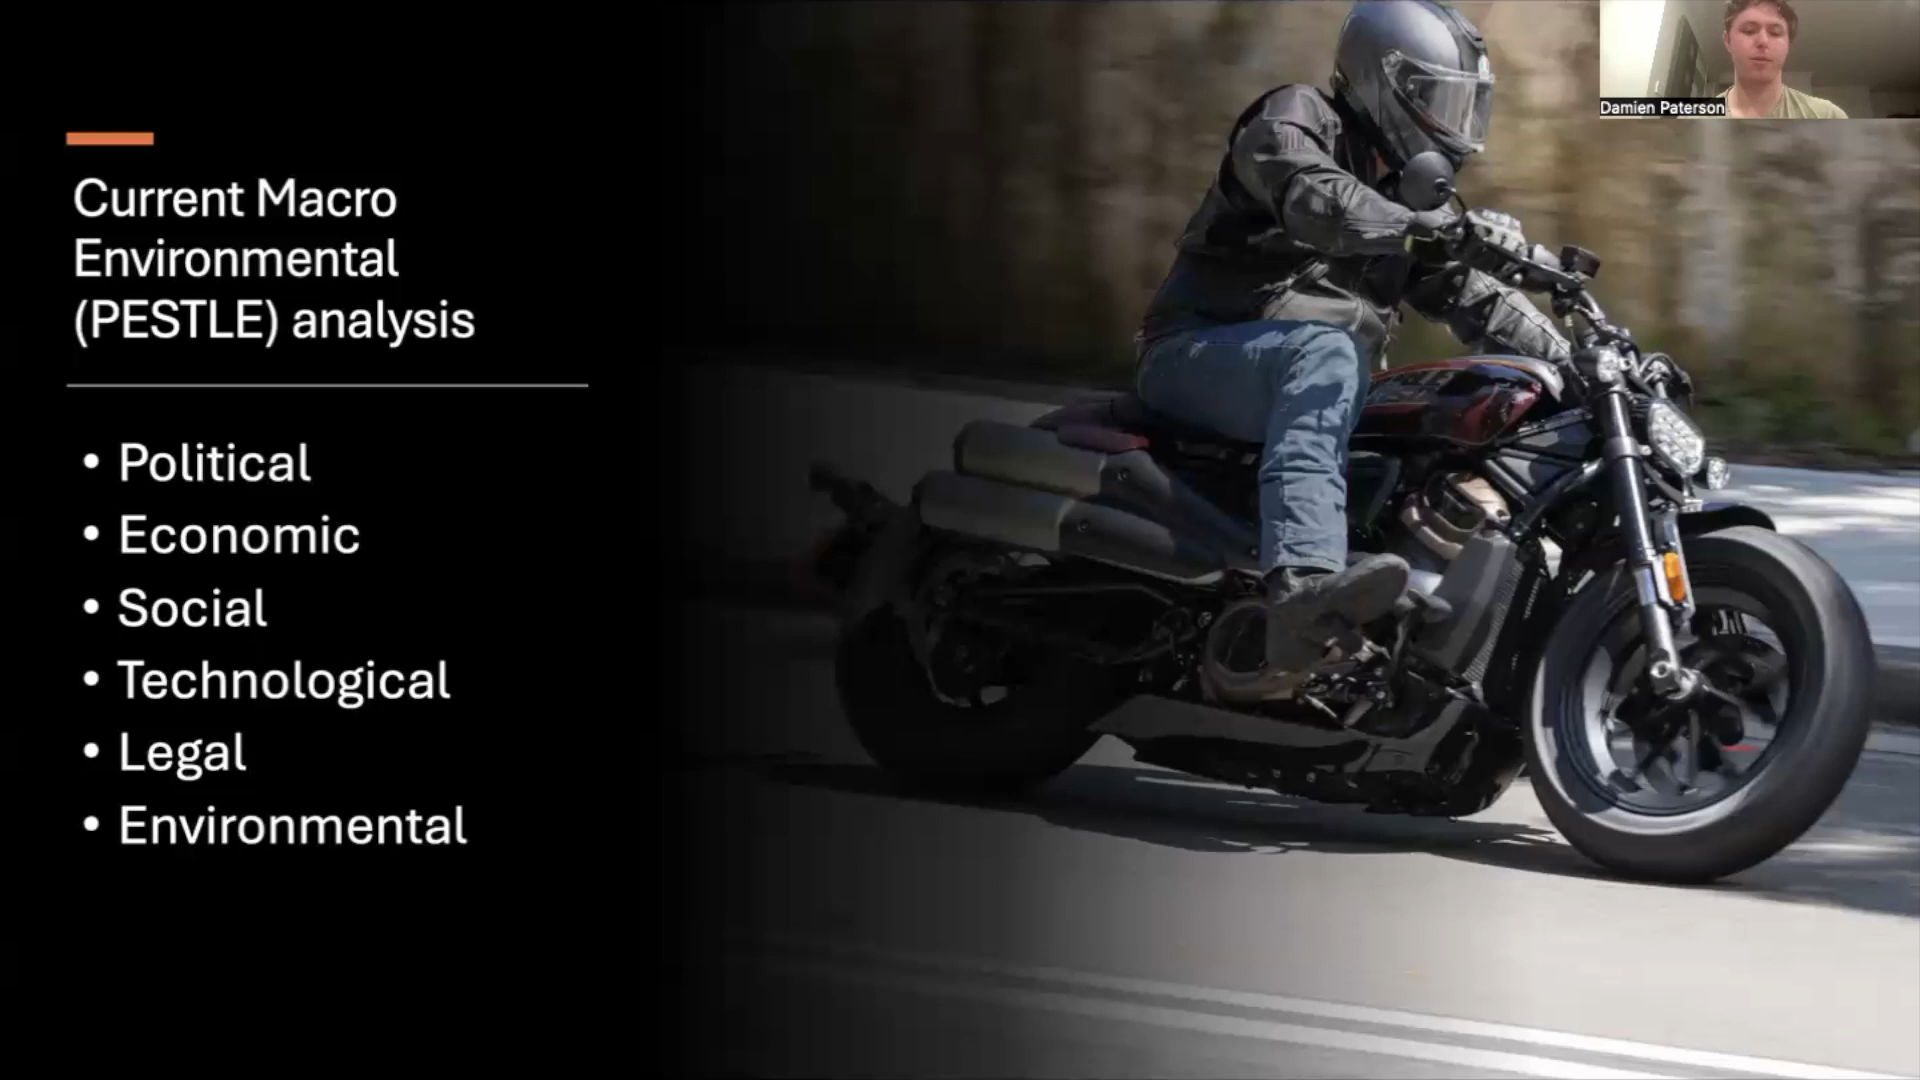 Current Macro
Environmental
(PESTLE) analysis
• Political
• Economic
• Social
• Technological
• Legal
• Environmental
Damien Paterson